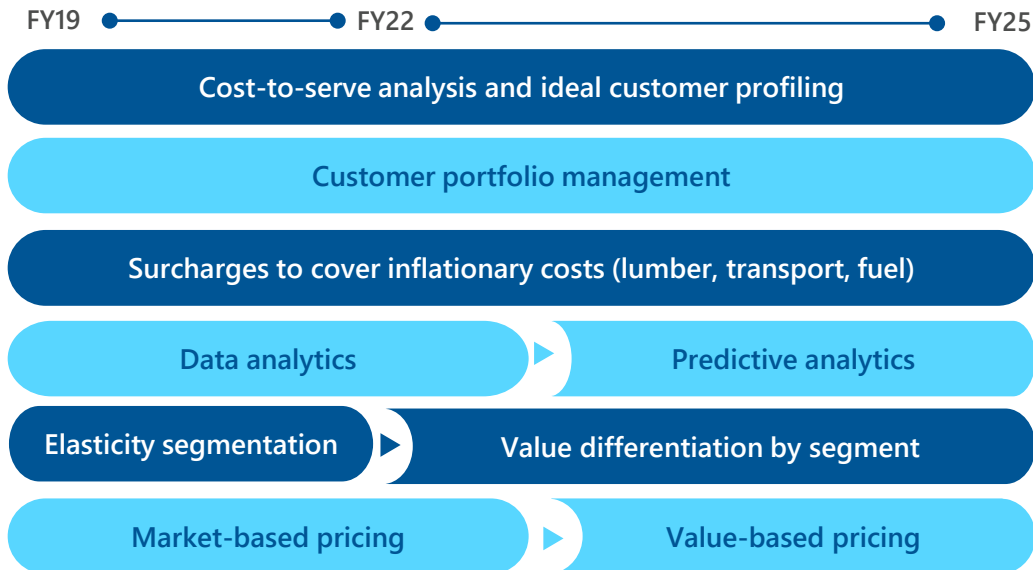 FY19 FY22 FY25
Cost-to-serve analysis and ideal customer profiling
Customer portfolio management
Surcharges to cover inflationary costs (lumber, transport, fuel)
Data analytics Predictive analytics
Elasticity segmentation Value differentiation by segment
Market-based pricing Value-based pricing